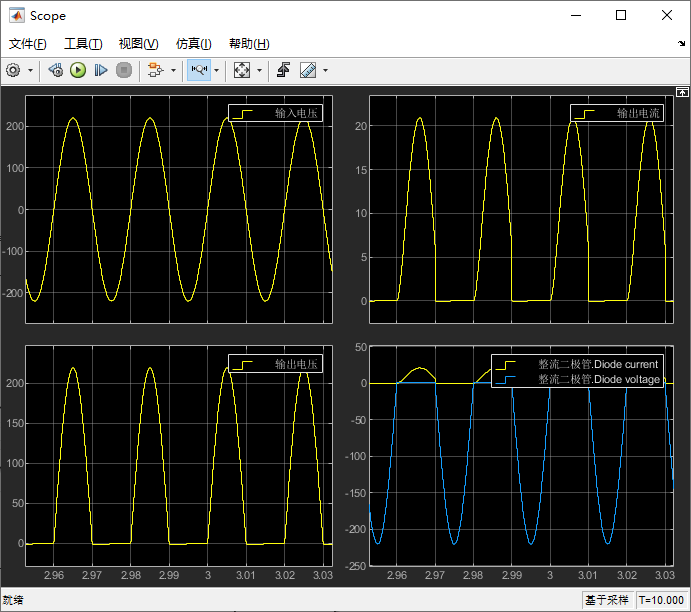 Scope
文件(F) 工具(T) 视图(V) 仿真(I) 帮助(H)
输入电压
200
100
0
-100
-200
输出电流
20
15
10
5
0
输出电压
200
150
100
50
0
2.96 2.97 2.98 2.99 3 3.01 3.02 3.03
整流二极管.Diode current
整流二极管.Diode voltage
50
0
-50
-100
-150
-200
-250
2.96 2.97 2.98 2.99 3 3.01 3.02 3.03
就绪
基于采样 T=10.000